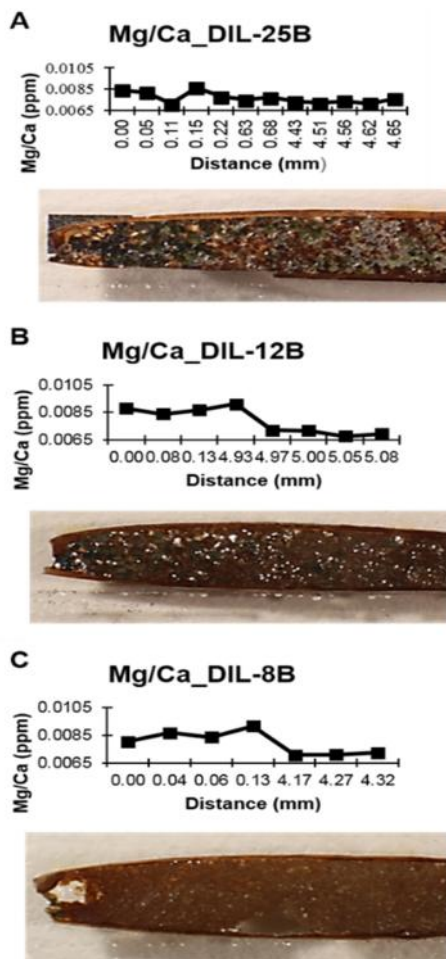 A
Mg/Ca_DIL-25B
Mg/Ca (ppm)
0.0105
0.0085
0.0065
0.00 0.05 0.11 0.15 0.22 0.63 0.68 4.43 4.51 4.56 4.62 4.65
Distance (mm)
B
Mg/Ca_DIL-12B
Mg/Ca (ppm)
0.0105
0.0085
0.0065
0.00 0.08 0.13 4.93 4.97 5.00 5.05 5.08
Distance (mm)
C
Mg/Ca_DIL-8B
Mg/Ca (ppm)
0.0105
0.0085
0.0065
0.00 0.04 0.06 0.13 4.17 4.27 4.32
Distance (mm)